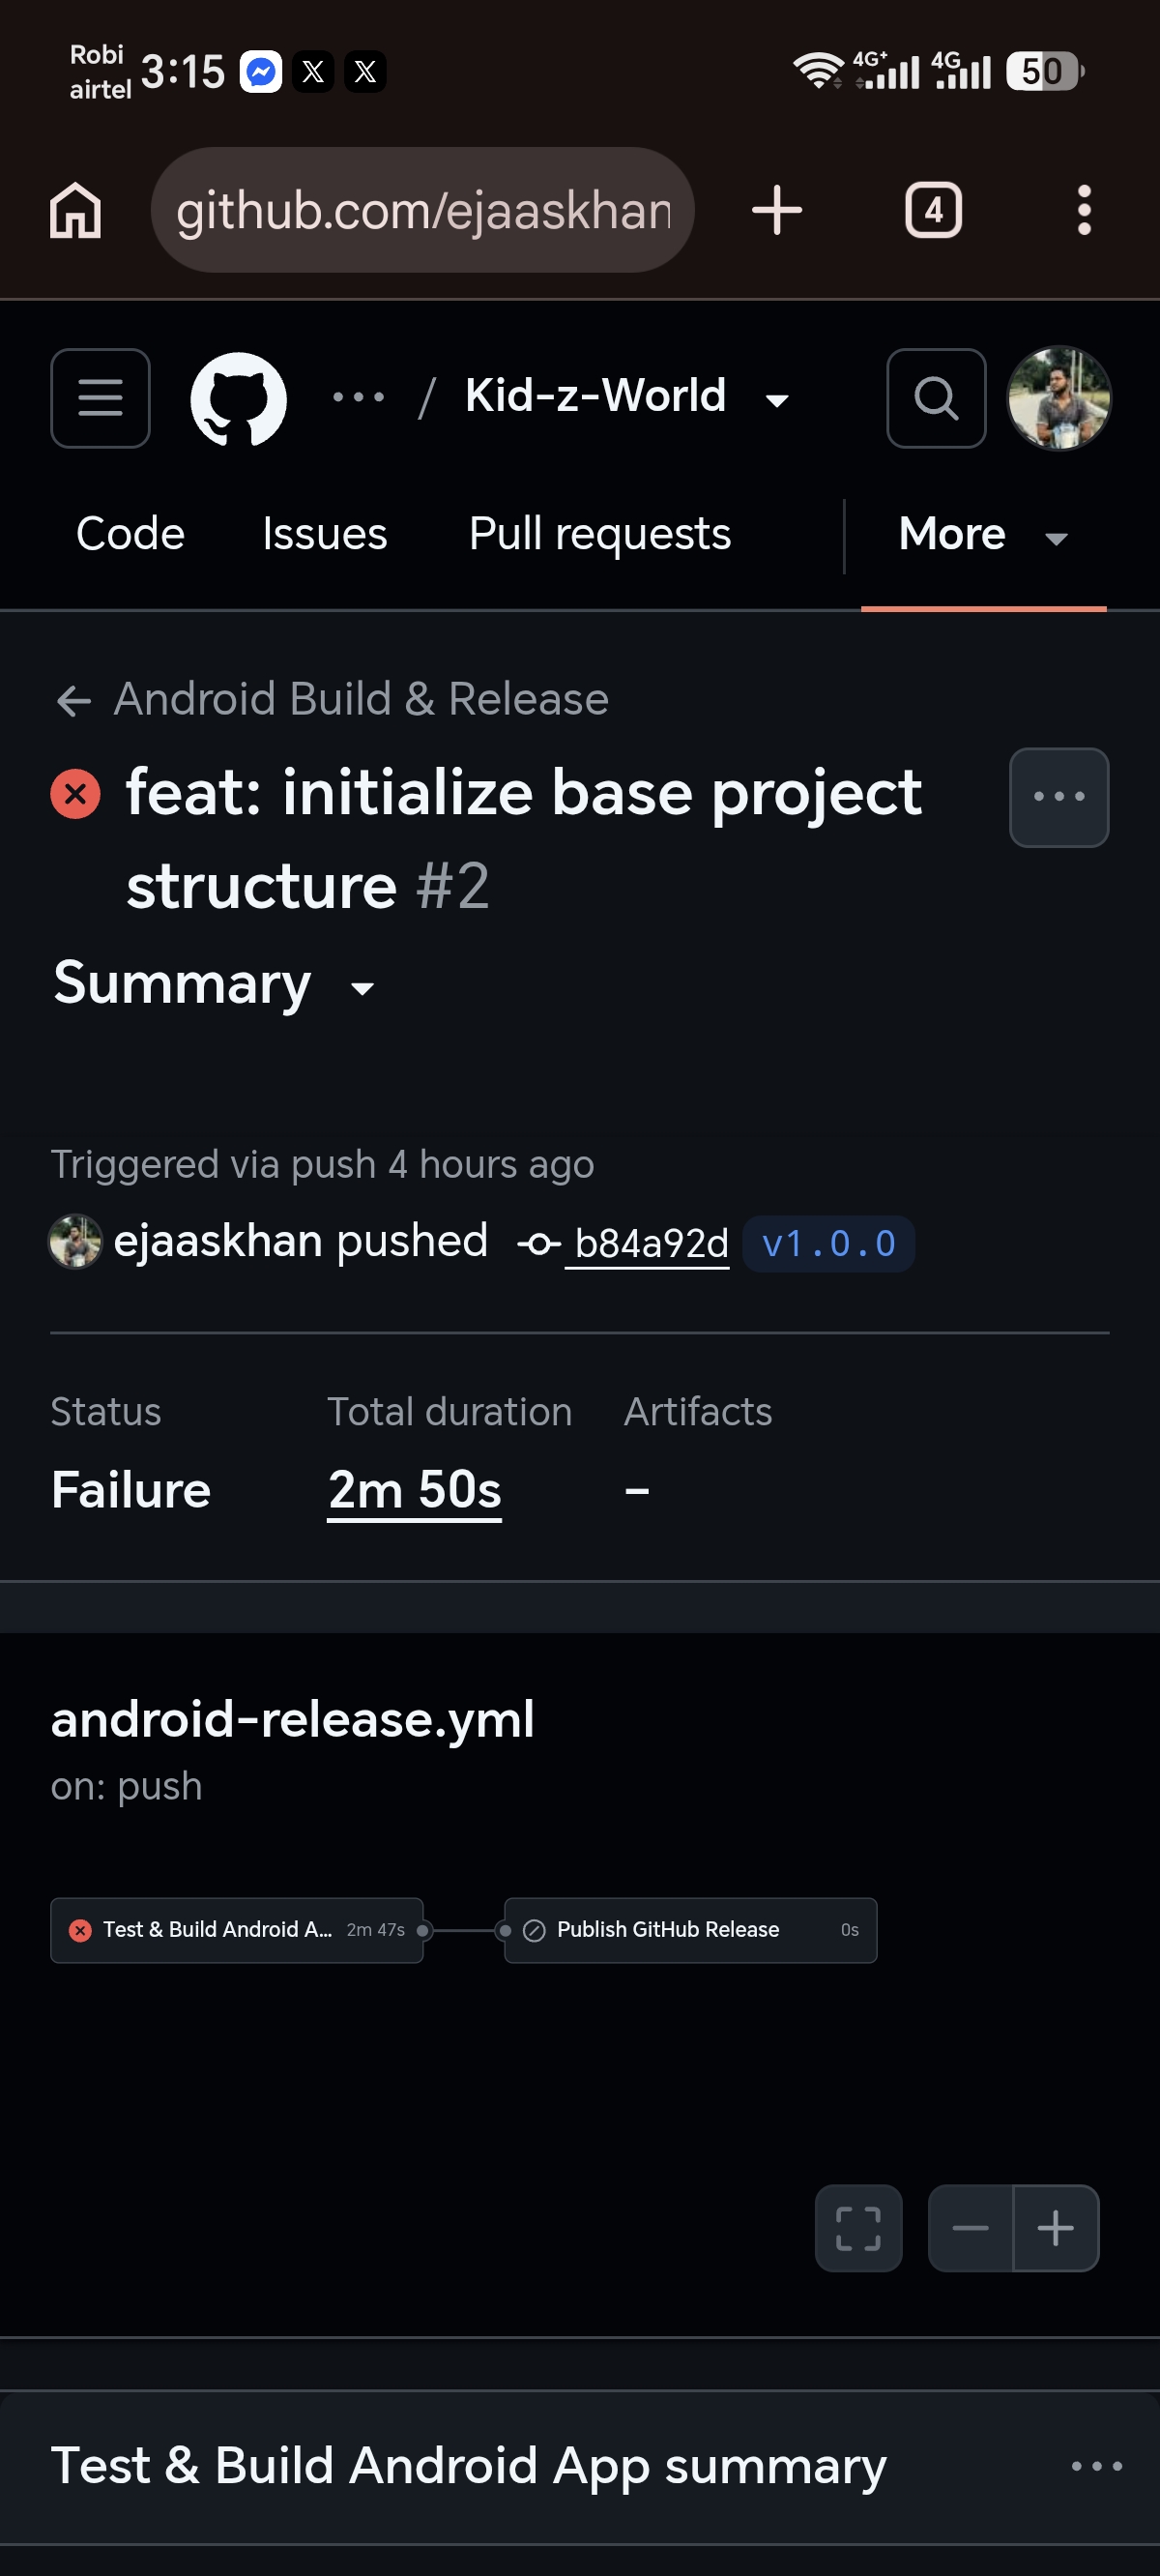 Robi
airtel
3:15
4G+
4G
50
github.com/ejaaskhan
4
... / Kid-z-World
Code Issues Pull requests More
← Android Build & Release
feat: initialize base project
structure #2
Summary
Triggered via push 4 hours ago
ejaaskhan pushed b84a92d v1.0.0
Status Total duration Artifacts
Failure 2m 50s –
android-release.yml
on: push
Test & Build Android A... 2m 47s Publish GitHub Release 0s
Test & Build Android App summary